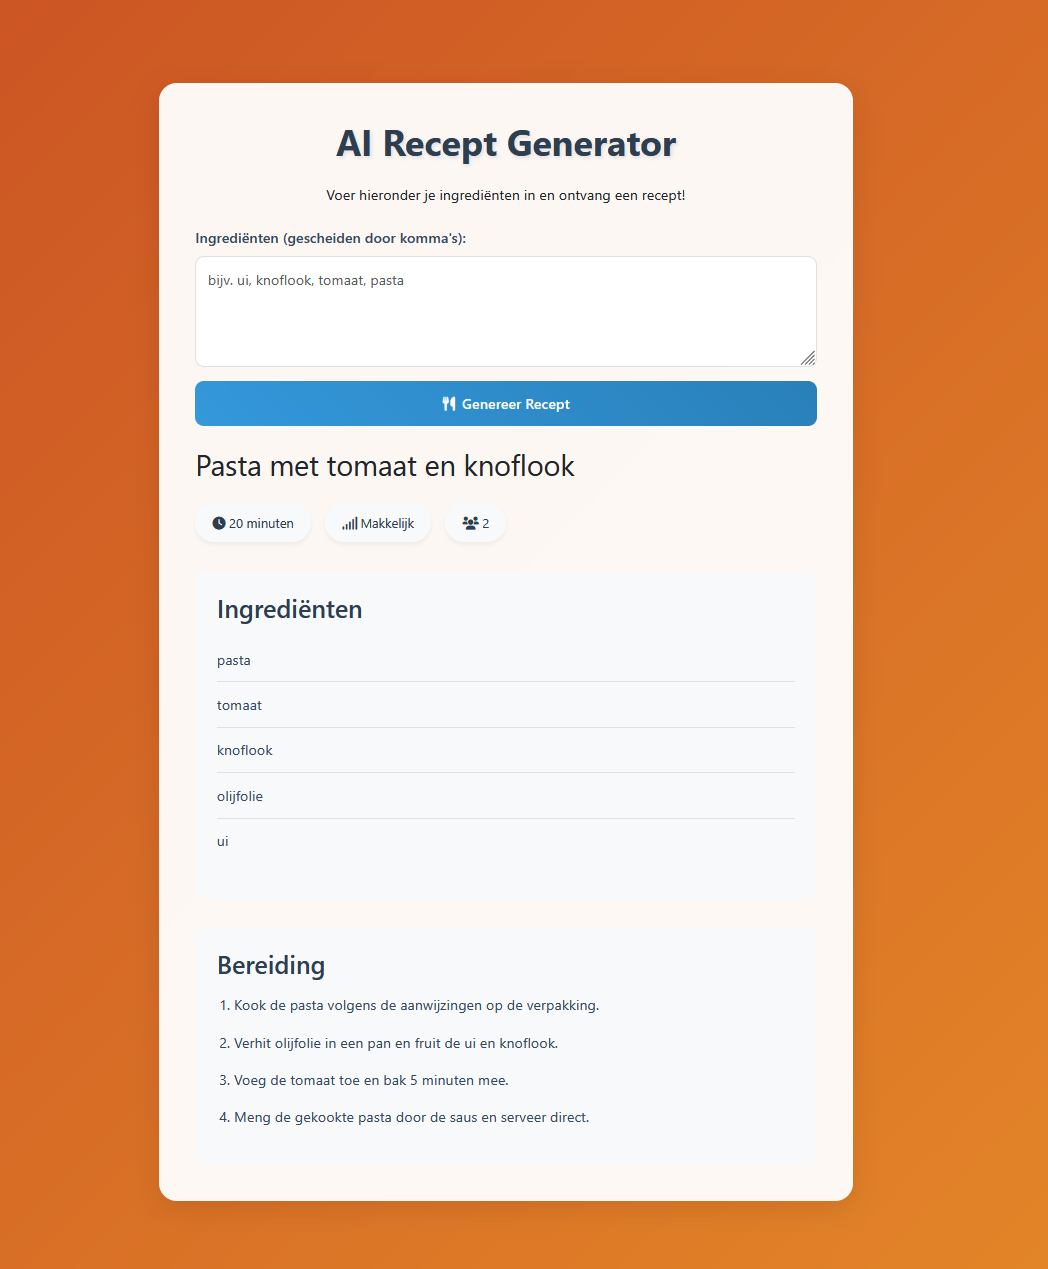 AI Recept Generator
Voer hieronder je ingrediënten in en ontvang een recept!
Ingrediënten (gescheiden door komma's):
bijv. ui, knoflook, tomaat, pasta
Genereer Recept
Pasta met tomaat en knoflook
20 minuten Makkelijk 2
Ingrediënten
pasta
tomaat
knoflook
olijfolie
ui
Bereiding
1. Kook de pasta volgens de aanwijzingen op de verpakking.
2. Verhit olijfolie in een pan en fruit de ui en knoflook.
3. Voeg de tomaat toe en bak 5 minuten mee.
4. Meng de gekookte pasta door de saus en serveer direct.